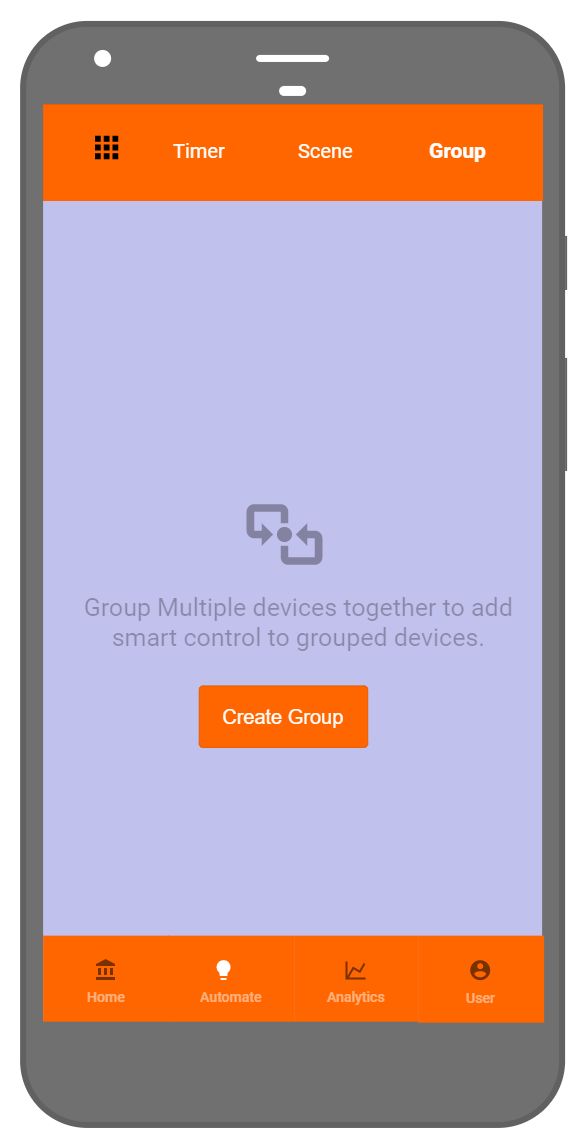 Timer Scene Group
Group Multiple devices together to add
smart control to grouped devices.
Create Group
Home Automate Analytics User